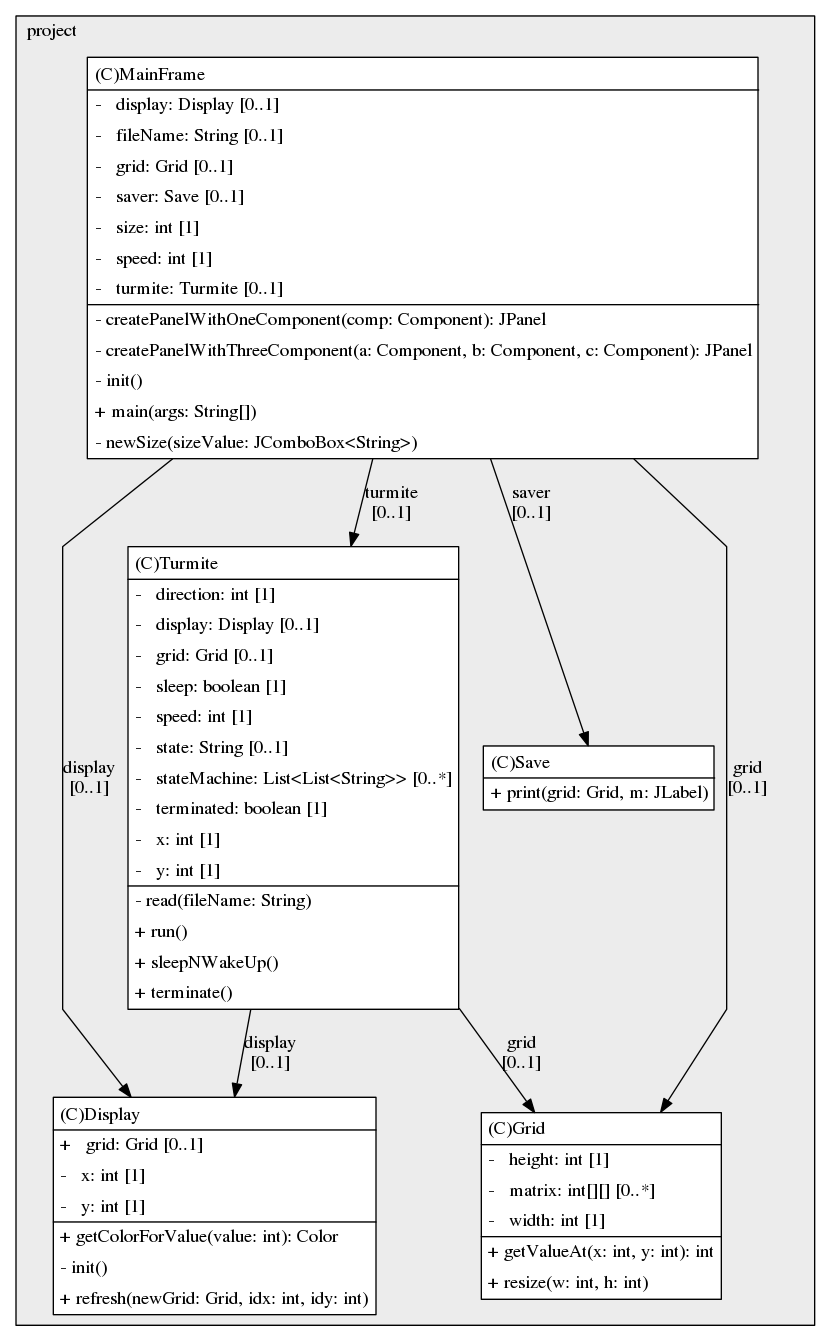 project
(C)MainFrame
- display: Display [0..1]
- fileName: String [0..1]
- grid: Grid [0..1]
- saver: Save [0..1]
- size: int [1]
- speed: int [1]
- turmite: Turmite [0..1]
- createPanelWithOneComponent(comp: Component): JPanel
- createPanelWithThreeComponent(a: Component, b: Component, c: Component): JPanel
- init()
+ main(args: String[])
- newSize(sizeValue: JComboBox<String>)
turmite
[0..1]
saver
[0..1]
(C)Turmite
- direction: int [1]
- display: Display [0..1]
- grid: Grid [0..1]
- sleep: boolean [1]
- speed: int [1]
- state: String [0..1]
- stateMachine: List<List<String>> [0..*]
- terminated: boolean [1]
- x: int [1]
- y: int [1]
- read(fileName: String)
+ run()
+ sleepNWakeUp()
+ terminate()
(C)Save
+ print(grid: Grid, m: JLabel)
display
[0..1]
grid
[0..1]
display
[0..1]
grid
[0..1]
(C)Display
+ grid: Grid [0..1]
- x: int [1]
- y: int [1]
+ getColorForValue(value: int): Color
- init()
+ refresh(newGrid: Grid, idx: int, idy: int)
(C)Grid
- height: int [1]
- matrix: int[][] [0..*]
- width: int [1]
+ getValueAt(x: int, y: int): int
+ resize(w: int, h: int)